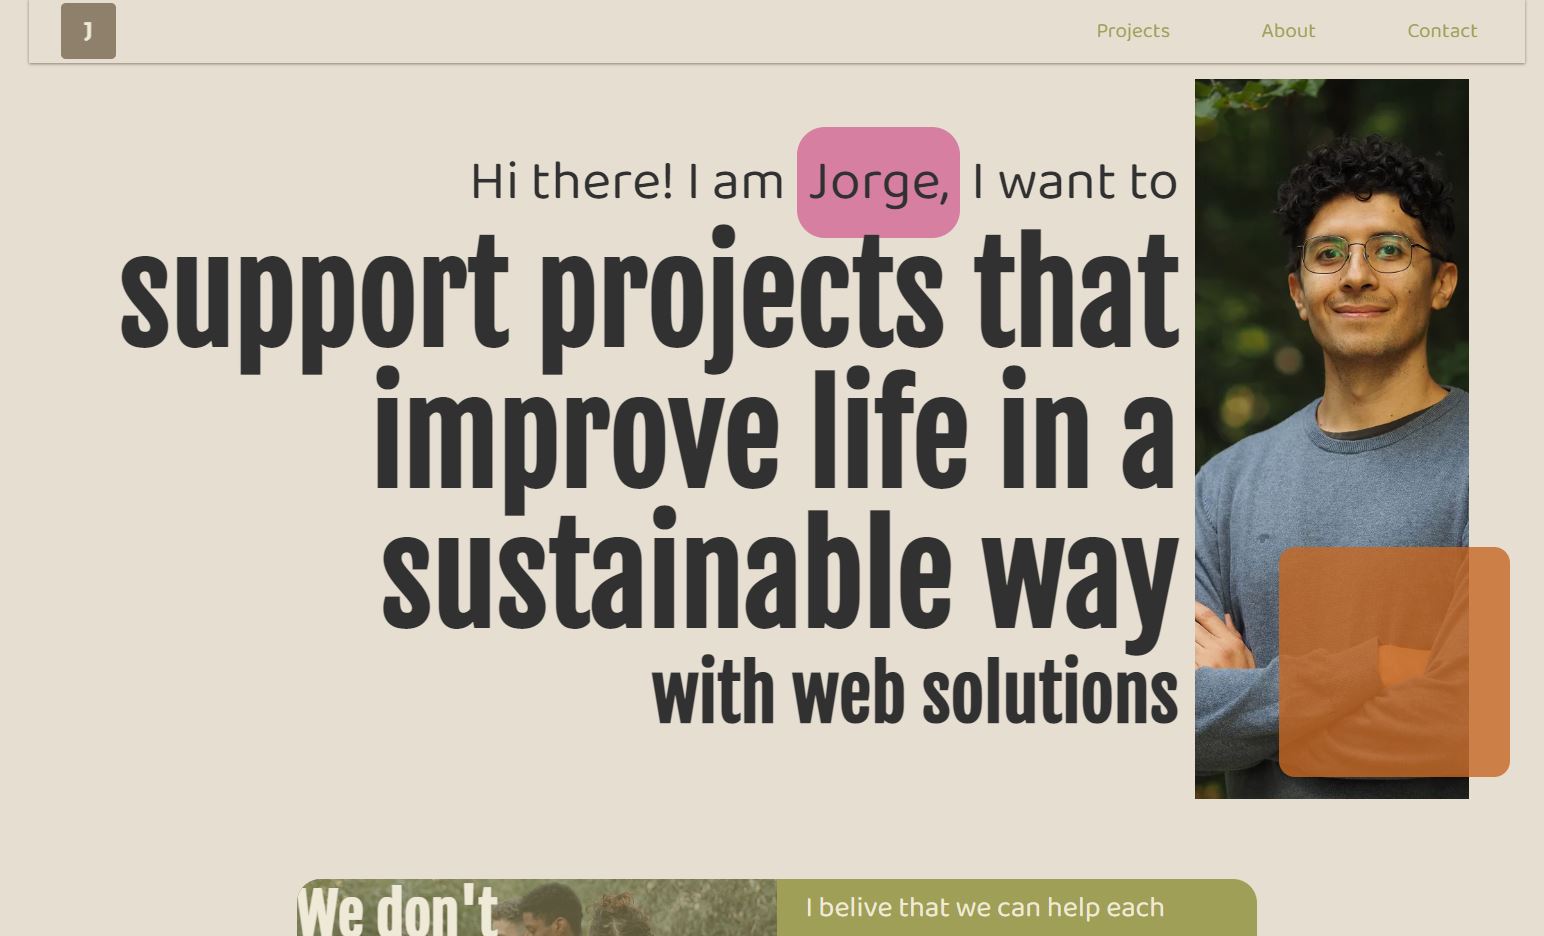 J
Projects
About
Contact
Hi there! I am Jorge, I want to
support projects that
improve life in a
sustainable way
with web solutions
We don't
I belive that we can help each